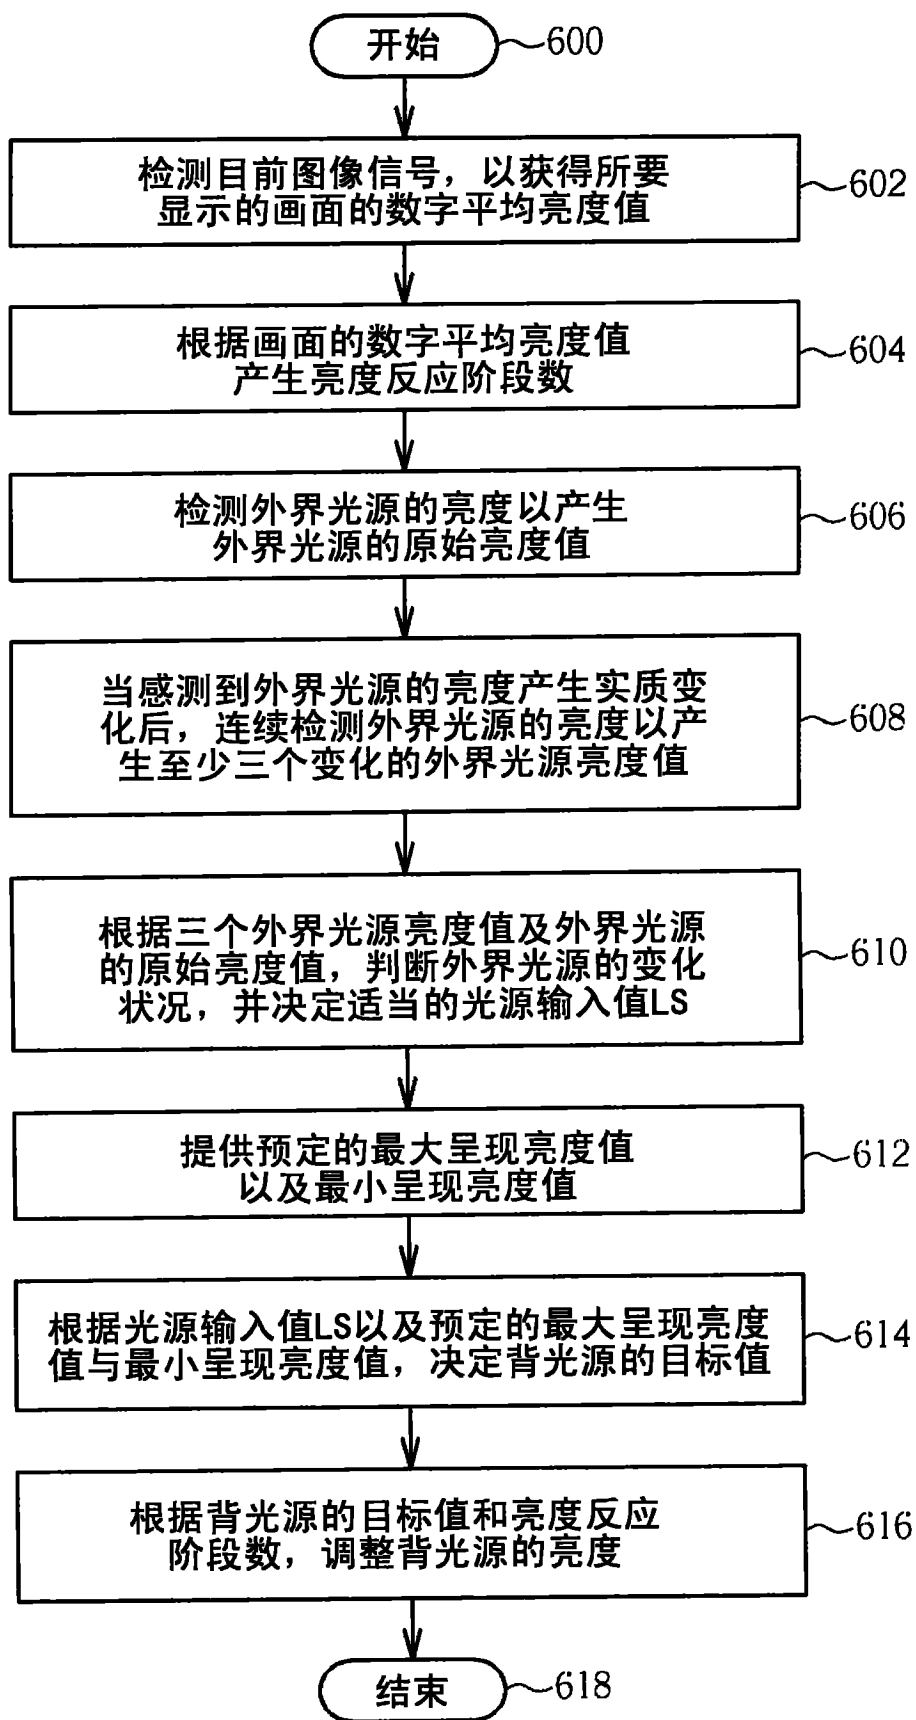 开始
600
检测目前图像信号，以获得所要
显示的画面的数字平均亮度值
602
根据画面的数字平均亮度值
产生亮度反应阶段数
604
检测外界光源的亮度以产生
外界光源的原始亮度值
606
当感测到外界光源的亮度产生实质变
化后，连续检测外界光源的亮度以产
生至少三个变化的外界光源亮度值
608
根据三个外界光源亮度值及外界光源
的原始亮度值，判断外界光源的变化
状况，并决定适当的光源输入值LS
610
提供预定的最大呈现亮度值
以及最小呈现亮度值
612
根据光源输入值LS以及预定的最大呈现亮度
值与最小呈现亮度值，决定背光源的目标值
614
根据背光源的目标值和亮度反应
阶段数，调整背光源的亮度
616
结束
618